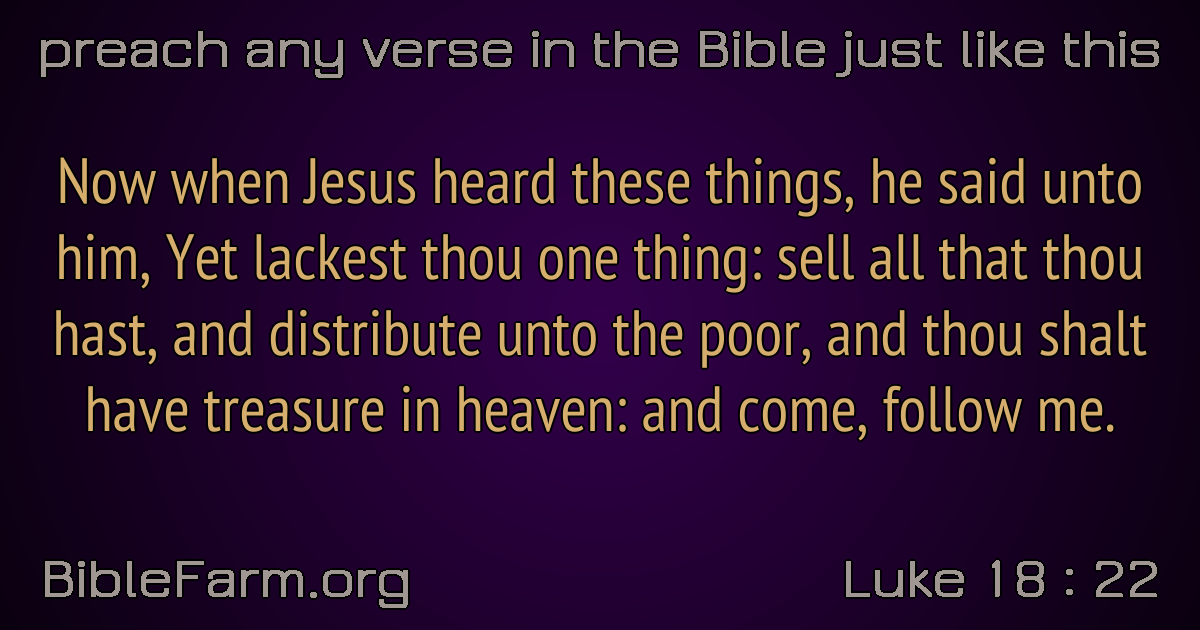 preach any verse in the Bible just like this
Now when Jesus heard these things, he said unto
him, Yet lackest thou one thing: sell all that thou
hast, and distribute unto the poor, and thou shalt
have treasure in heaven: and come, follow me.
BibleFarm.org
Luke 18 : 22